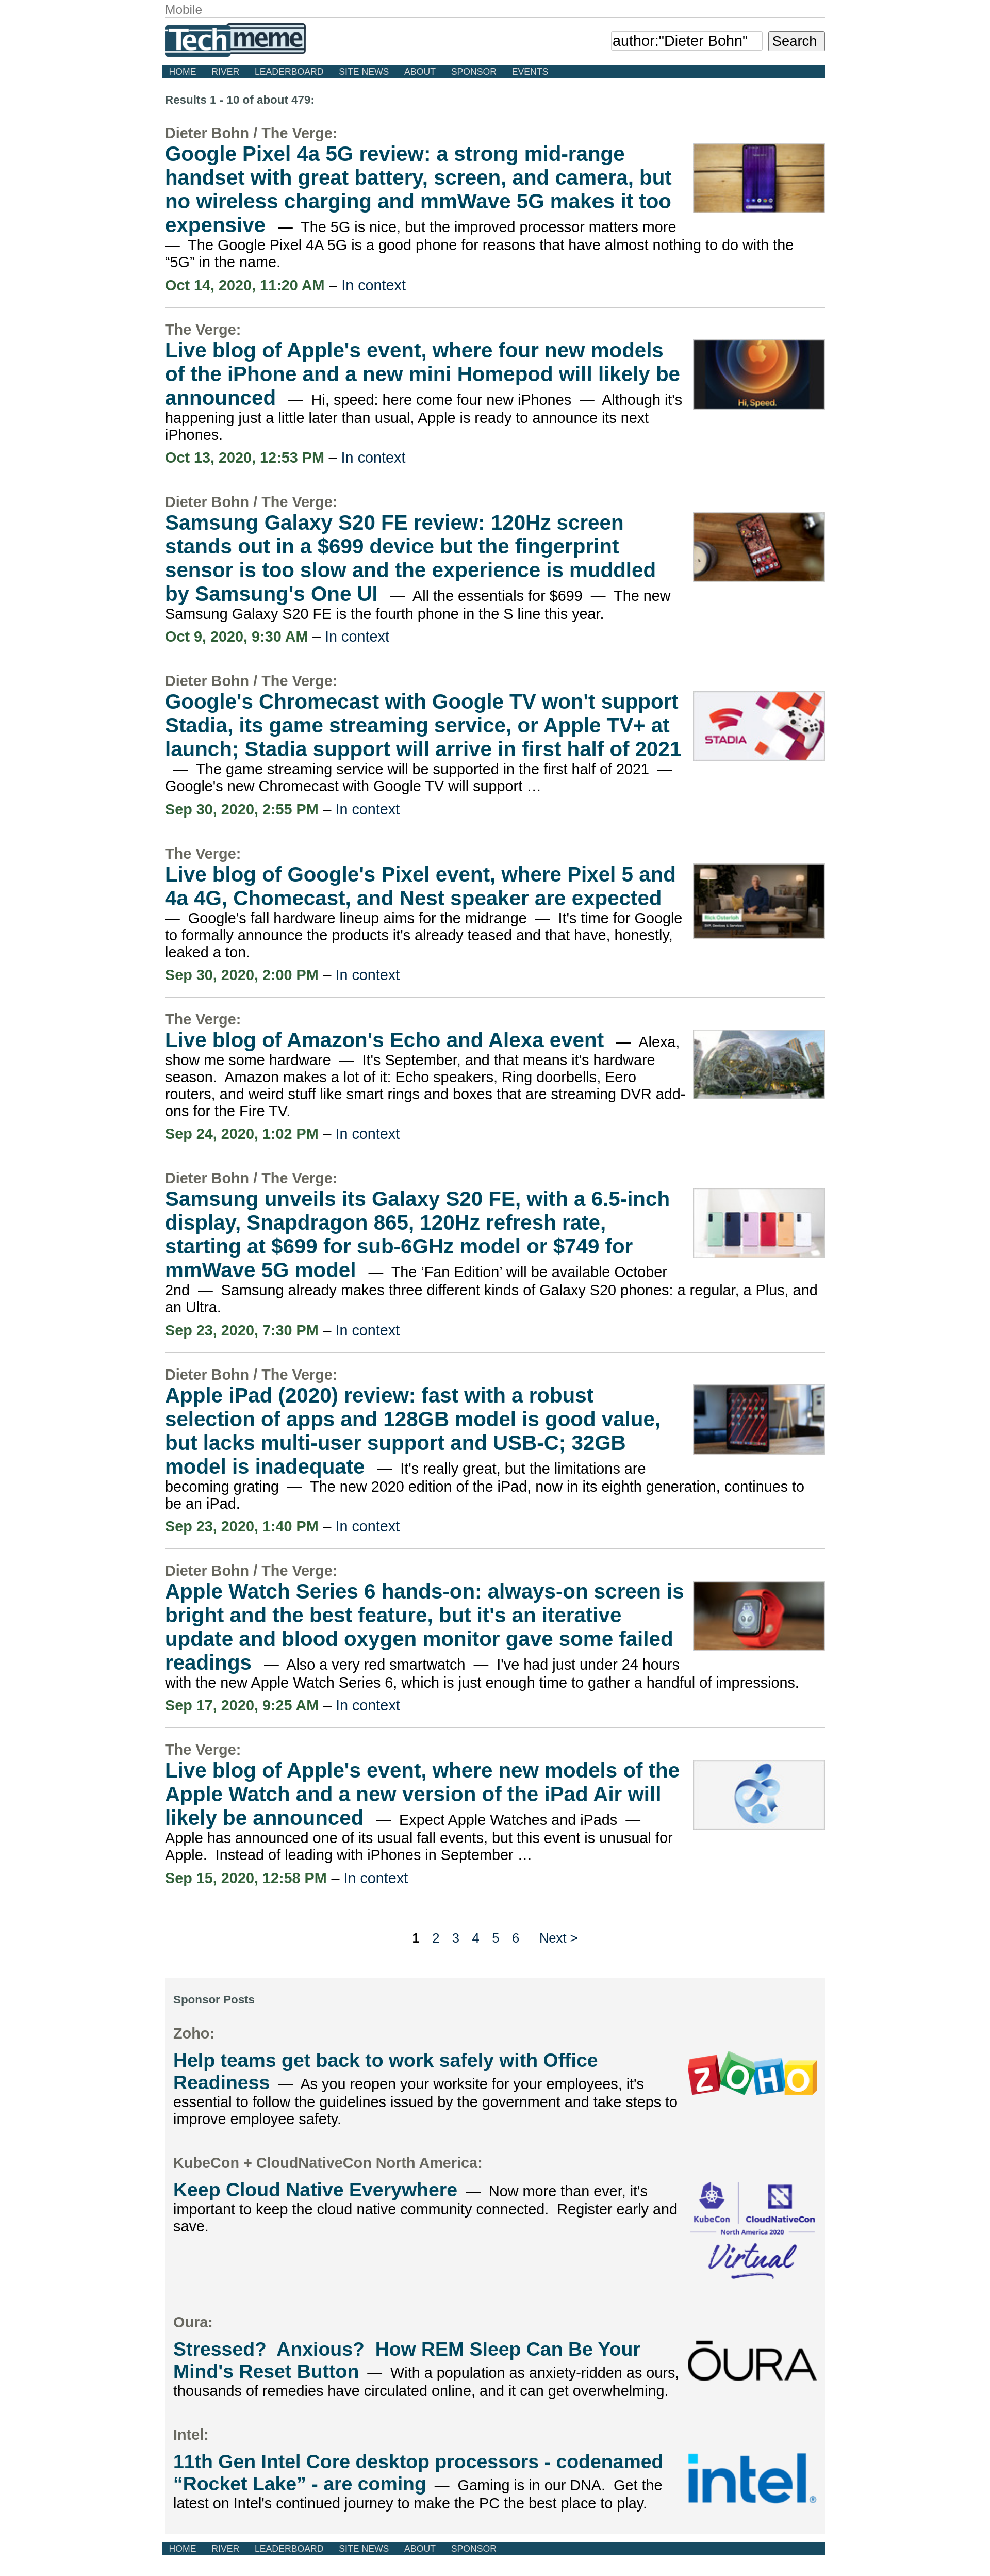 Mobile
Techmeme
author:"Dieter Bohn"
Search
HOME RIVER LEADERBOARD SITE NEWS ABOUT SPONSOR EVENTS
Results 1 - 10 of about 479:
Dieter Bohn / The Verge:
Google Pixel 4a 5G review: a strong mid-range
handset with great battery, screen, and camera, but
no wireless charging and mmWave 5G makes it too
expensive — The 5G is nice, but the improved processor matters more
— The Google Pixel 4A 5G is a good phone for reasons that have almost nothing to do with the
“5G” in the name.
Oct 14, 2020, 11:20 AM – In context
The Verge:
Live blog of Apple's event, where four new models
of the iPhone and a new mini Homepod will likely be
announced — Hi, speed: here come four new iPhones — Although it's
happening just a little later than usual, Apple is ready to announce its next
iPhones.
Hi, Speed.
Oct 13, 2020, 12:53 PM – In context
Dieter Bohn / The Verge:
Samsung Galaxy S20 FE review: 120Hz screen
stands out in a $699 device but the fingerprint
sensor is too slow and the experience is muddled
by Samsung's One UI — All the essentials for $699 — The new
Samsung Galaxy S20 FE is the fourth phone in the S line this year.
Oct 9, 2020, 9:30 AM – In context
Dieter Bohn / The Verge:
Google's Chromecast with Google TV won't support
Stadia, its game streaming service, or Apple TV+ at
launch; Stadia support will arrive in first half of 2021
— The game streaming service will be supported in the first half of 2021 —
Google's new Chromecast with Google TV will support …
STADIA
Sep 30, 2020, 2:55 PM – In context
The Verge:
Live blog of Google's Pixel event, where Pixel 5 and
4a 4G, Chomecast, and Nest speaker are expected
— Google's fall hardware lineup aims for the midrange — It's time for Google
to formally announce the products it's already teased and that have, honestly,
leaked a ton.
Rick Osterloh
Sep 30, 2020, 2:00 PM – In context
The Verge:
Live blog of Amazon's Echo and Alexa event — Alexa,
show me some hardware — It's September, and that means it's hardware
season. Amazon makes a lot of it: Echo speakers, Ring doorbells, Eero
routers, and weird stuff like smart rings and boxes that are streaming DVR add-
ons for the Fire TV.
Sep 24, 2020, 1:02 PM – In context
Dieter Bohn / The Verge:
Samsung unveils its Galaxy S20 FE, with a 6.5-inch
display, Snapdragon 865, 120Hz refresh rate,
starting at $699 for sub-6GHz model or $749 for
mmWave 5G model — The ‘Fan Edition’ will be available October
2nd — Samsung already makes three different kinds of Galaxy S20 phones: a regular, a Plus, and
an Ultra.
Sep 23, 2020, 7:30 PM – In context
Dieter Bohn / The Verge:
Apple iPad (2020) review: fast with a robust
selection of apps and 128GB model is good value,
but lacks multi-user support and USB-C; 32GB
model is inadequate — It's really great, but the limitations are
becoming grating — The new 2020 edition of the iPad, now in its eighth generation, continues to
be an iPad.
Sep 23, 2020, 1:40 PM – In context
Dieter Bohn / The Verge:
Apple Watch Series 6 hands-on: always-on screen is
bright and the best feature, but it's an iterative
update and blood oxygen monitor gave some failed
readings — Also a very red smartwatch — I've had just under 24 hours
with the new Apple Watch Series 6, which is just enough time to gather a handful of impressions.
Sep 17, 2020, 9:25 AM – In context
The Verge:
Live blog of Apple's event, where new models of the
Apple Watch and a new version of the iPad Air will
likely be announced — Expect Apple Watches and iPads —
Apple has announced one of its usual fall events, but this event is unusual for
Apple. Instead of leading with iPhones in September …
Sep 15, 2020, 12:58 PM – In context
1 2 3 4 5 6 Next >
Sponsor Posts
Zoho:
Help teams get back to work safely with Office
Readiness — As you reopen your worksite for your employees, it's
essential to follow the guidelines issued by the government and take steps to
improve employee safety.
ZOHO
KubeCon + CloudNativeCon North America:
Keep Cloud Native Everywhere — Now more than ever, it's
important to keep the cloud native community connected. Register early and
save.
KubeCon CloudNativeCon
North America 2020
Virtual
Oura:
Stressed? Anxious? How REM Sleep Can Be Your
Mind's Reset Button — With a population as anxiety-ridden as ours,
thousands of remedies have circulated online, and it can get overwhelming.
ŌURA
Intel:
11th Gen Intel Core desktop processors - codenamed
“Rocket Lake” - are coming — Gaming is in our DNA. Get the
latest on Intel's continued journey to make the PC the best place to play.
intel®
HOME RIVER LEADERBOARD SITE NEWS ABOUT SPONSOR